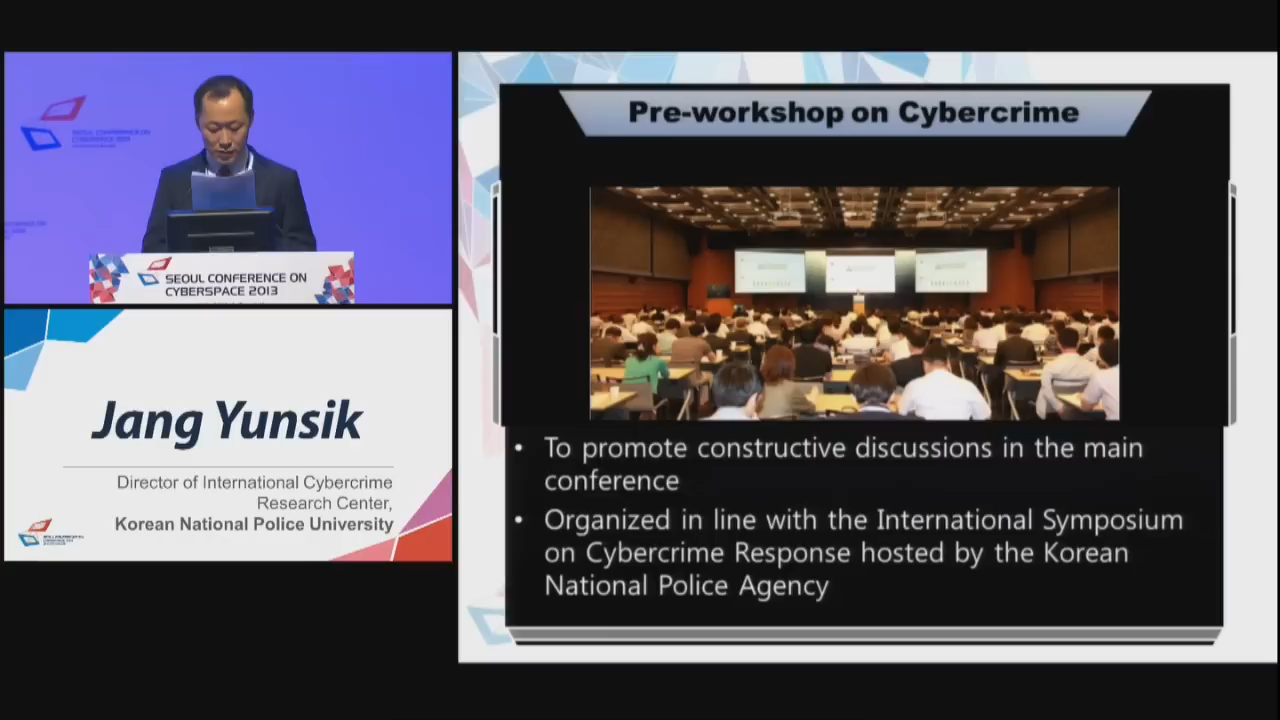 SEOUL CONFERENCE ON
CYBERSPACE 2013
SEOUL CONFERENCE ON
CYBERSPACE 2013
Jang Yunsik
Director of International Cybercrime
Research Center,
Korean National Police University
Pre-workshop on Cybercrime
• To promote constructive discussions in the main
conference
• Organized in line with the International Symposium
on Cybercrime Response hosted by the Korean
National Police Agency